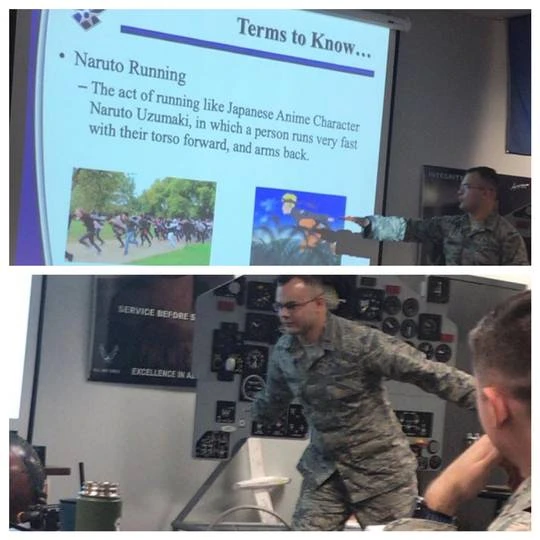 Terms to Know...
• Naruto Running
– The act of running like Japanese Anime Character
Naruto Uzumaki, in which a person runs very fast
with their torso forward, and arms back.
INTEGRITY
SERVICE BEFORE S
EXCELLENCE IN AL